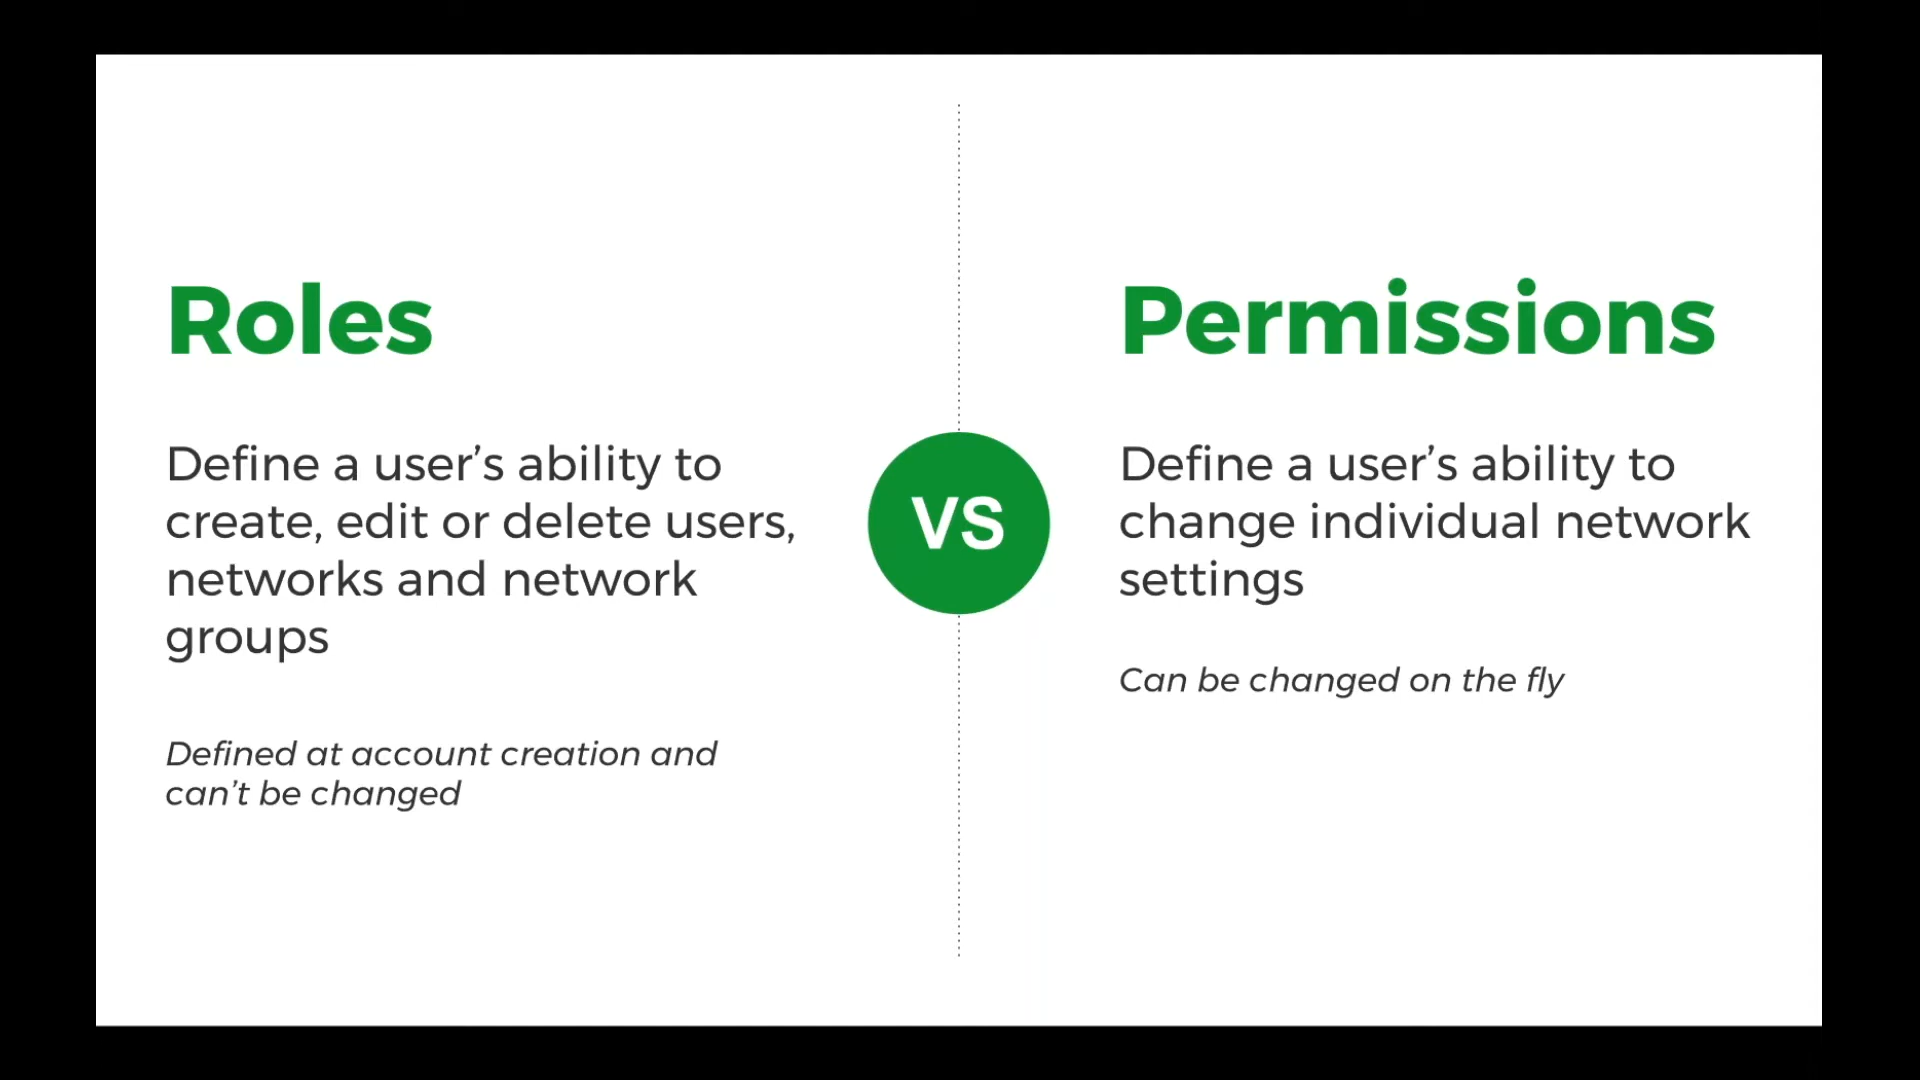 Roles
Define a user’s ability to
create, edit or delete users,
networks and network
groups
Defined at account creation and
can’t be changed
VS
Permissions
Define a user’s ability to
change individual network
settings
Can be changed on the fly